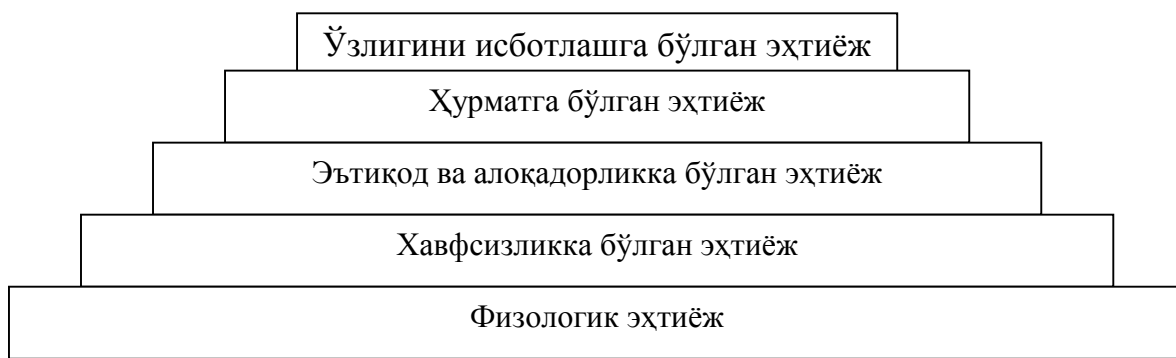 Ўзлигини исботлашга бўлган эҳтиёж
Ҳурматга бўлган эҳтиёж
Эътиқод ва алоқадорликка бўлган эҳтиёж
Хавфсизликка бўлган эҳтиёж
Физологик эҳтиёж